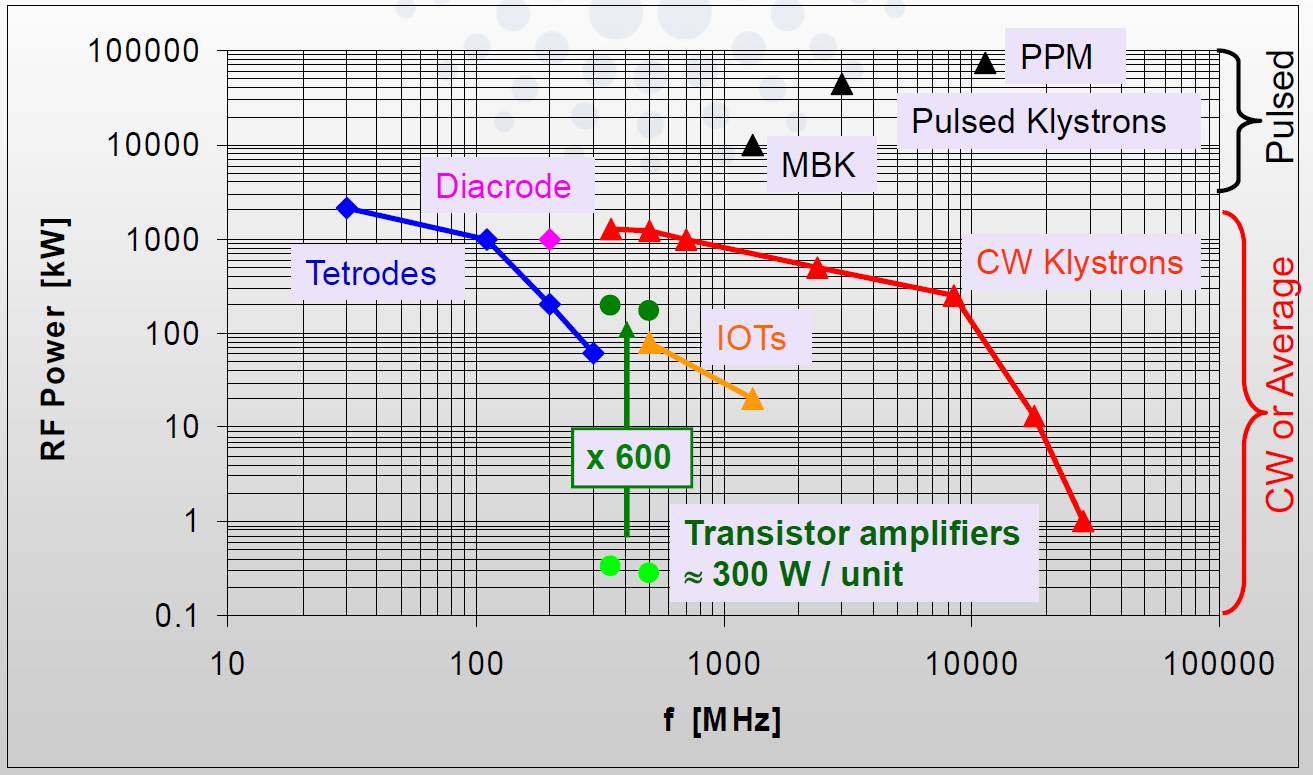 100000
10000
1000
100
10
1
0.1
RF Power [kW]
10
100
1000
10000
100000
f [MHz]
PPM
Pulsed Klystrons
MBK
Diacrode
Tetrodes
CW Klystrons
IOTs
x 600
Transistor amplifiers
≈ 300 W / unit
Pulsed
CW or Average